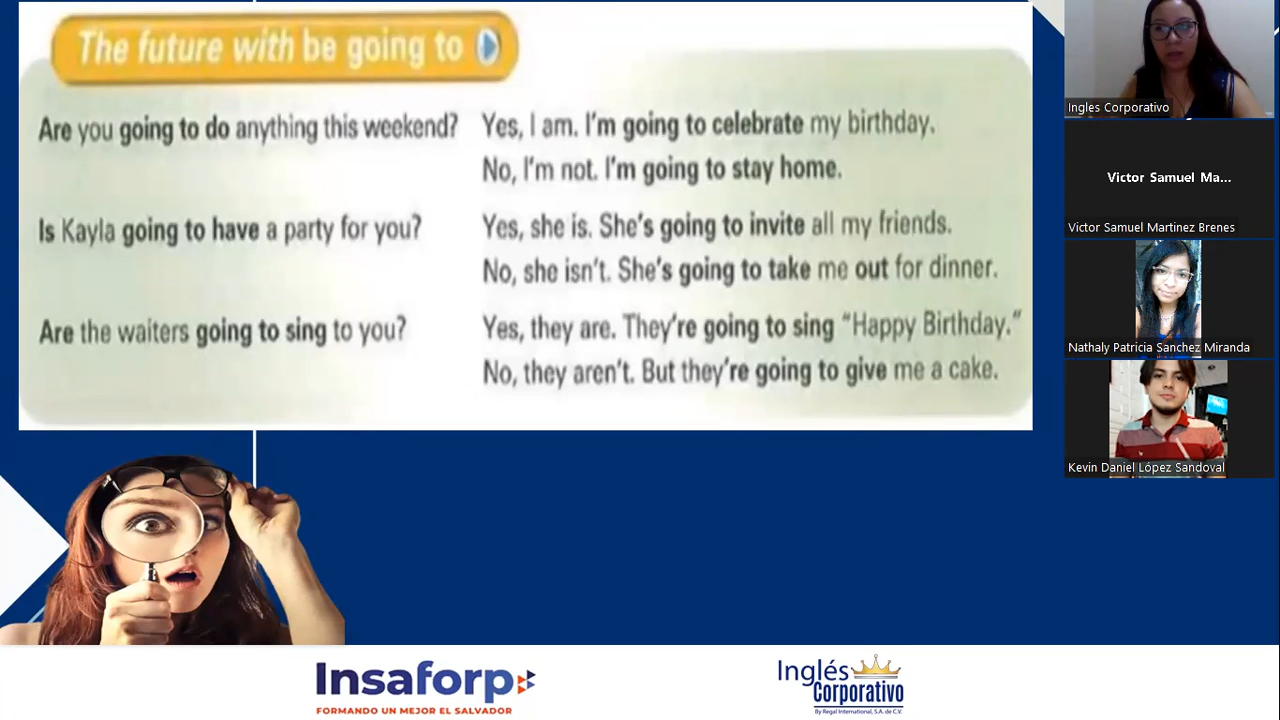 The future with be going to
Are you going to do anything this weekend?
Yes, I am. I'm going to celebrate my birthday.
No, I'm not. I'm going to stay home.
Is Kayla going to have a party for you?
Yes, she is. She's going to invite all my friends.
No, she isn't. She's going to take me out for dinner.
Are the waiters going to sing to you?
Yes, they are. They're going to sing “Happy Birthday.”
No, they aren't. But they're going to give me a cake.
Insaforp
FORMANDO UN MEJOR EL SALVADOR
Inglés
Corporativo
By Regal International, S.A. de C.V.
Ingles Corporativo
Victor Samuel Ma...
Victor Samuel Martinez Brenes
Nathaly Patricia Sanchez Miranda
Kevin Daniel López Sandoval